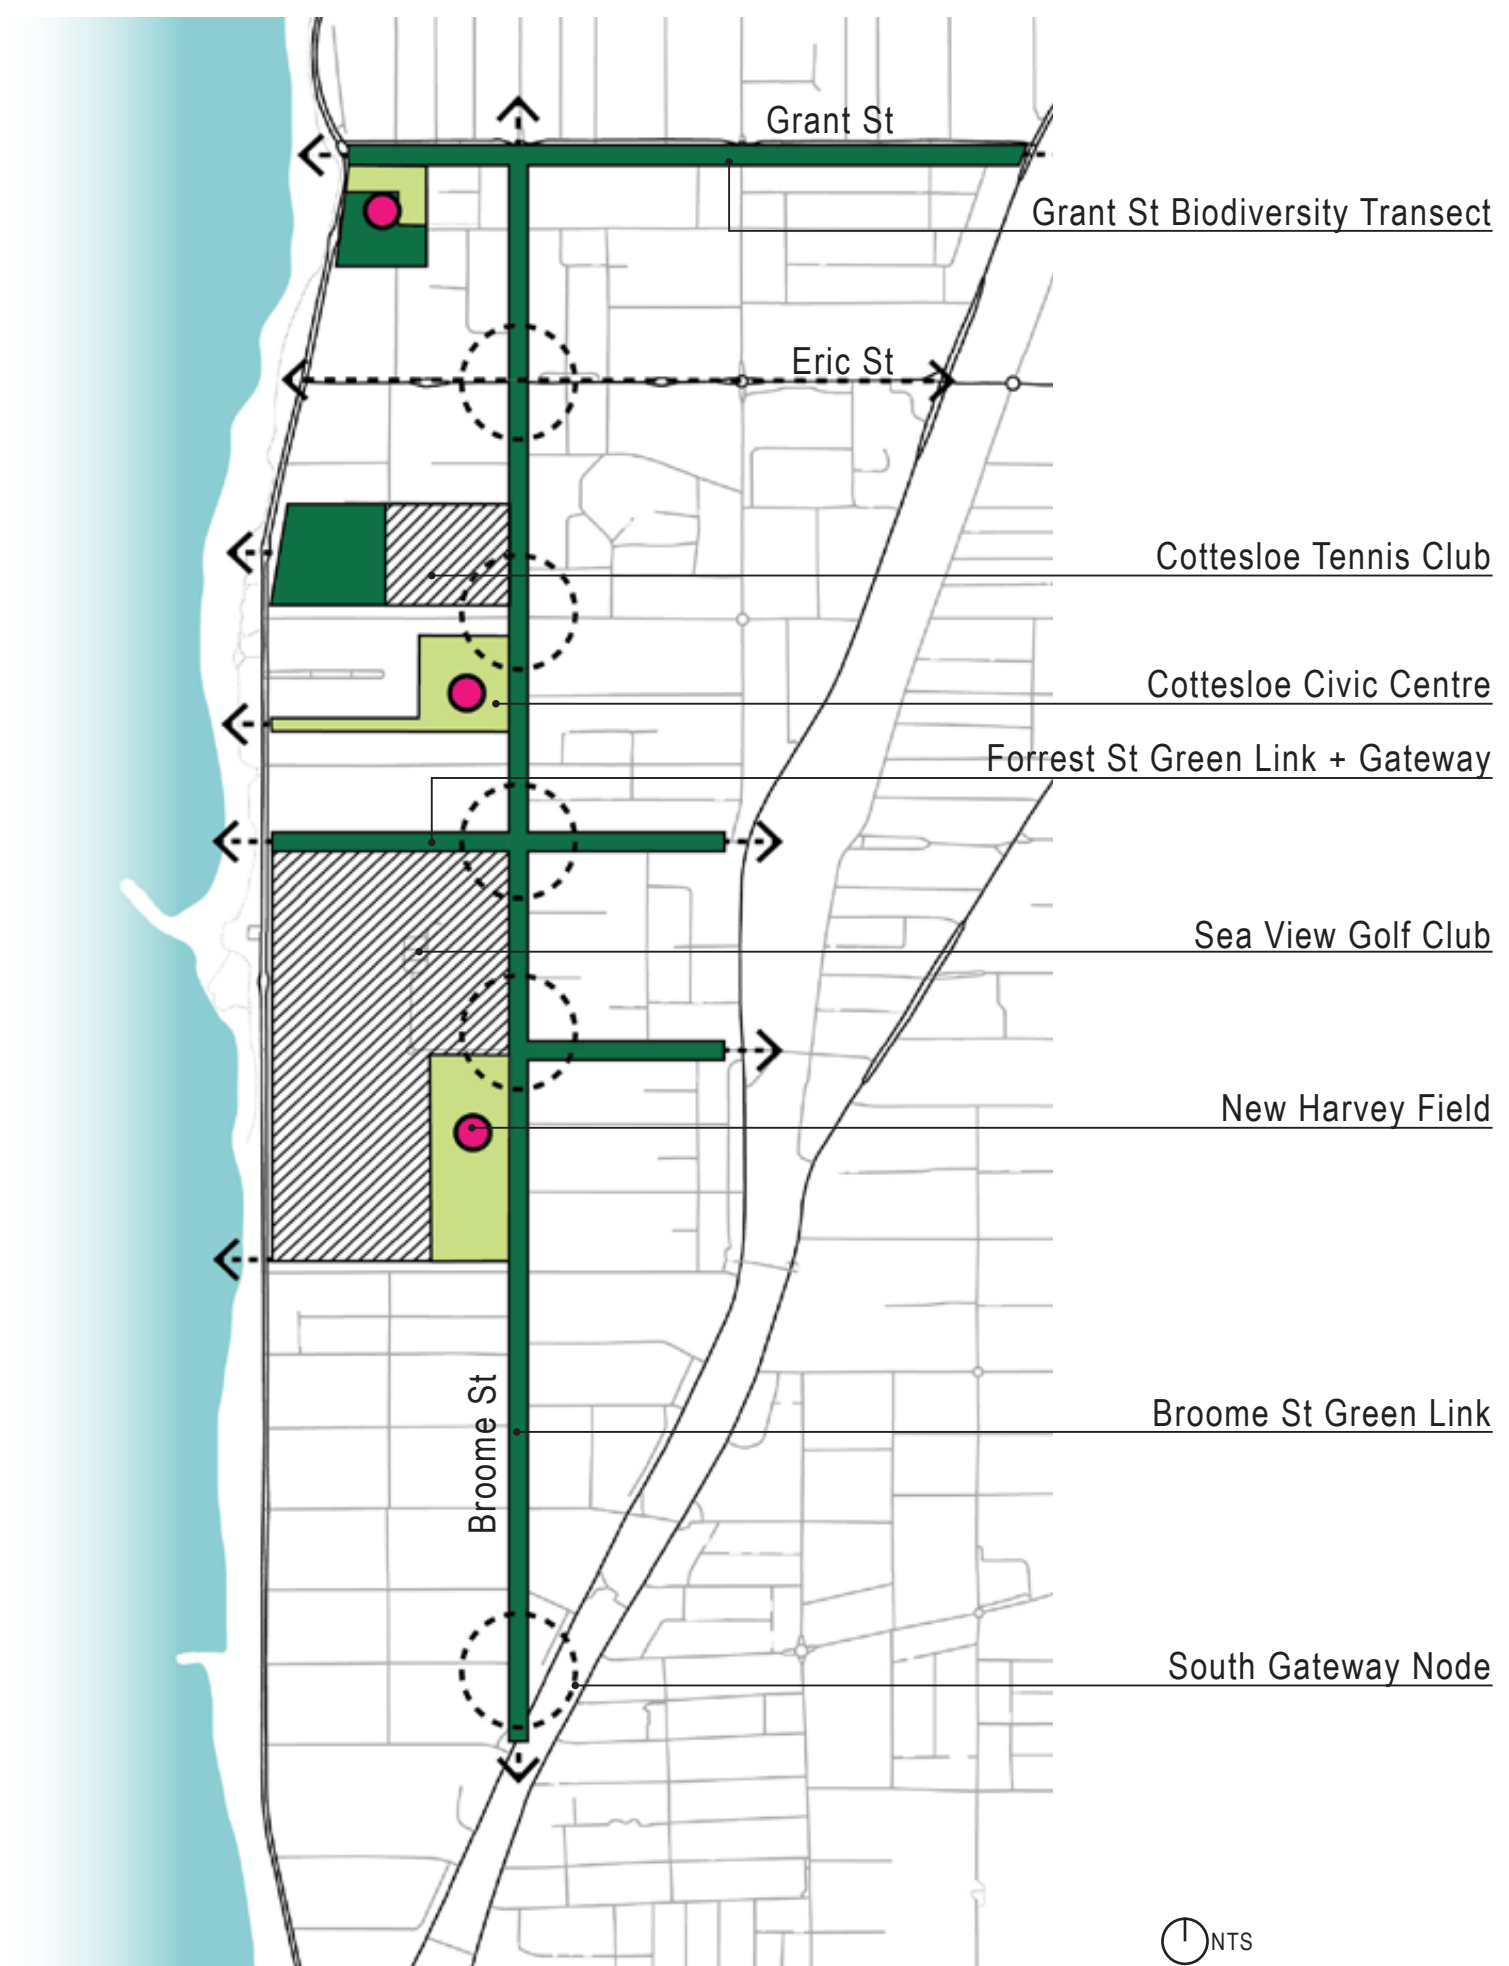 Grant St
Grant St Biodiversity Transect
Eric St
Cottesloe Tennis Club
Cottesloe Civic Centre
Forrest St Green Link + Gateway
Sea View Golf Club
New Harvey Field
Broome St
Broome St Green Link
South Gateway Node
NTS